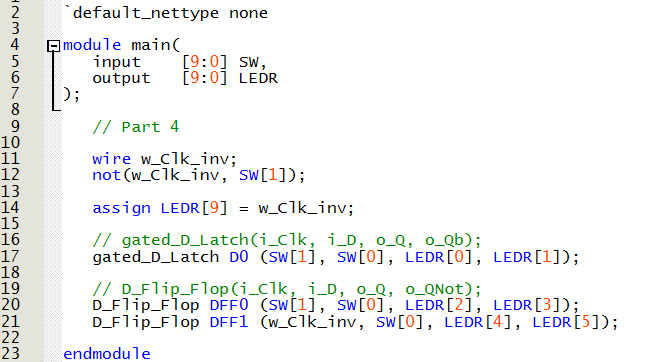 2 `default_nettype none
3
4 module main(
5 input [9:0] SW,
6 output [9:0] LEDR
7 );
8
9 // Part 4
10
11 wire w_Clk_inv;
12 not(w_Clk_inv, SW[1]);
13
14 assign LEDR[9] = w_Clk_inv;
15
16 // gated_D_Latch(i_Clk, i_D, o_Q, o_Qb);
17 gated_D_Latch D0 (SW[1], SW[0], LEDR[0], LEDR[1]);
18
19 // D_Flip_Flop(i_Clk, i_D, o_Q, o_QNot);
20 D_Flip_Flop DFF0 (SW[1], SW[0], LEDR[2], LEDR[3]);
21 D_Flip_Flop DFF1 (w_Clk_inv, SW[0], LEDR[4], LEDR[5]);
22
23 endmodule